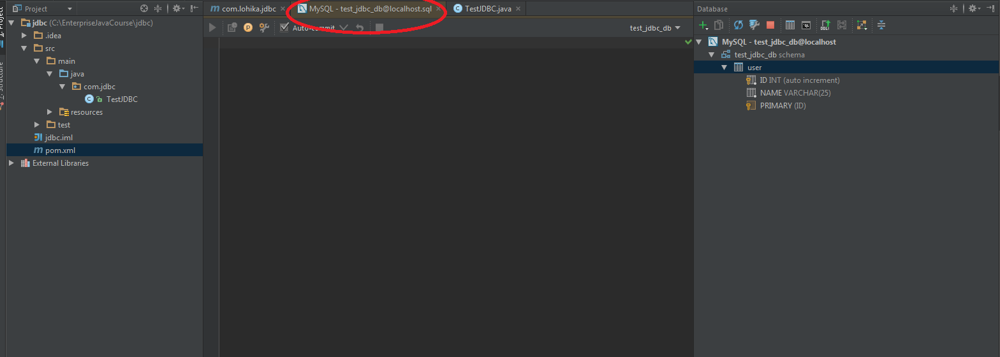 Project
com.lohika.jdbc
MySQL - test_jdbc_db@localhost.sql
TestJDBC.java
Database
Project
jdbc (C:\EnterpriseJavaCourse\jdbc)
.idea
src
main
java
com.jdbc
TestJDBC
resources
test
jdbc.iml
pom.xml
External Libraries
Z: Structure
Auto-commit
test_jdbc_db
DDL
MySQL - test_jdbc_db@localhost
test_jdbc_db schema
user
ID INT (auto increment)
NAME VARCHAR(25)
PRIMARY (ID)